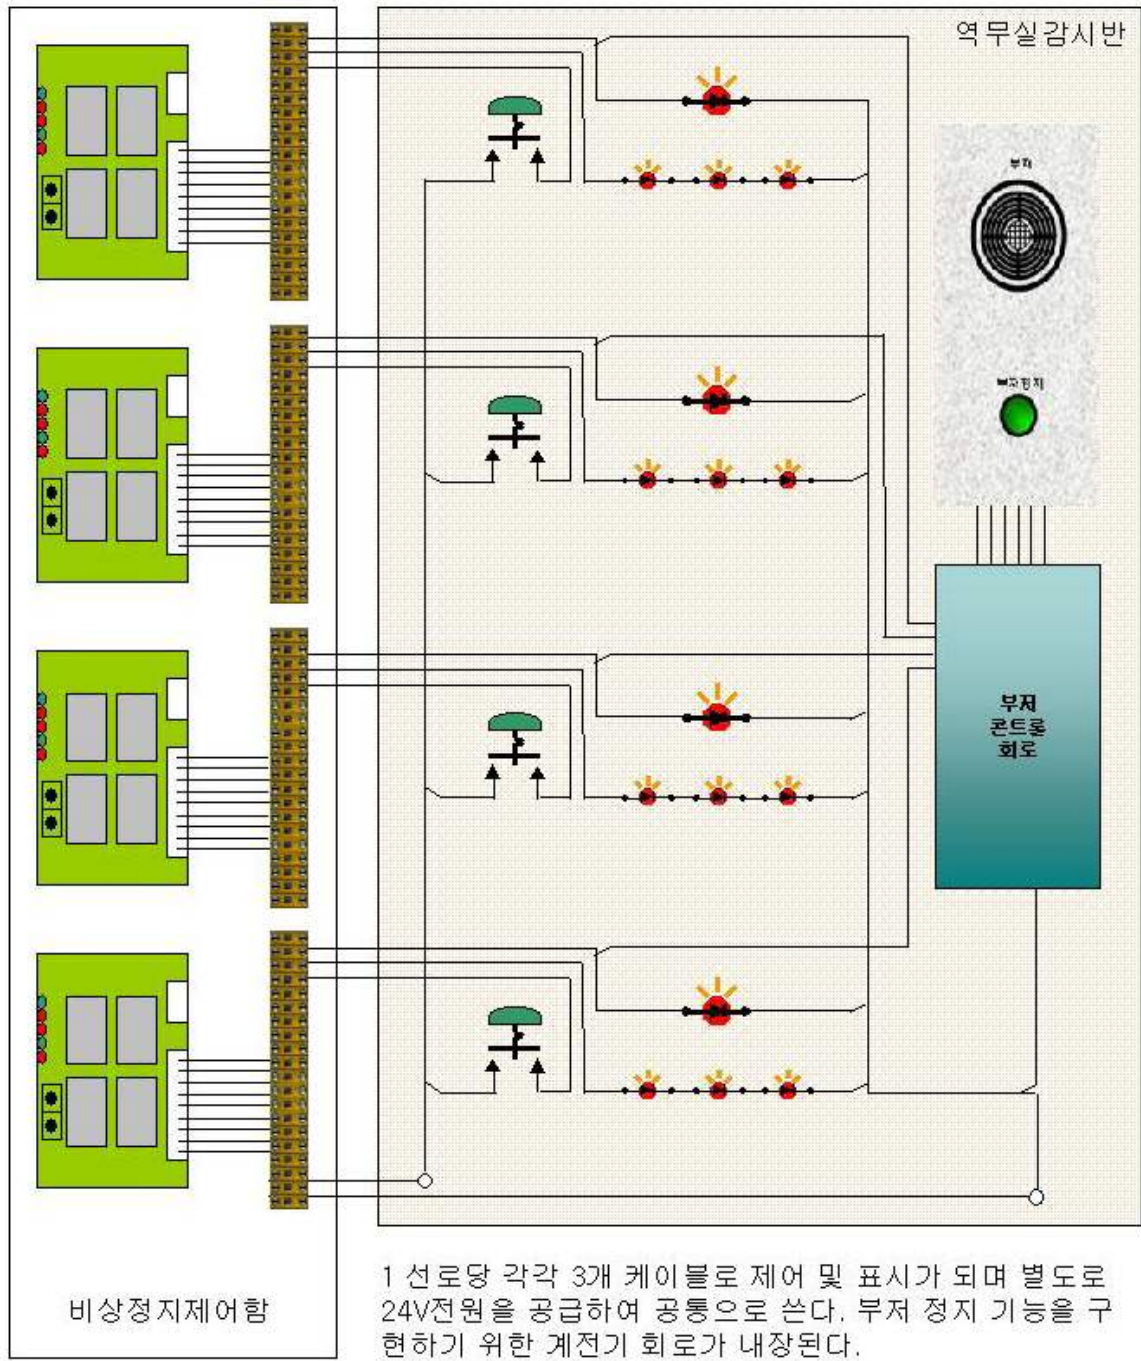 역무실감시반
부저
부저정지
부저
콘트롤
회로
비상정지제어함
1 선로당 각각 3개 케이블로 제어 및 표시가 되며 별도로
24V전원을 공급하여 공통으로 쓴다. 부저 정지 기능을 구
현하기 위한 계전기 회로가 내장된다.